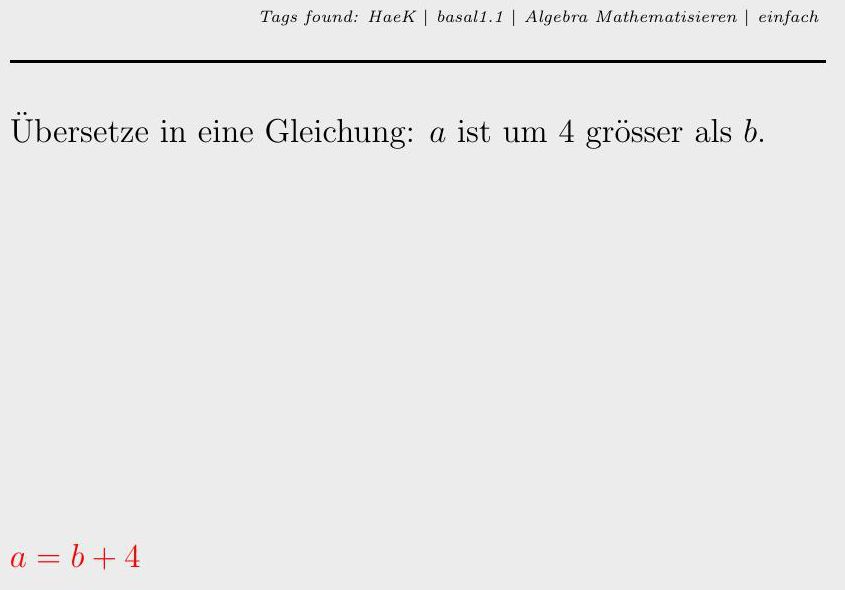 Tags found: HaeK | basal1.1 | Algebra Mathematisieren | einfach
Übersetze in eine Gleichung: a ist um 4 grösser als b.
a = b + 4